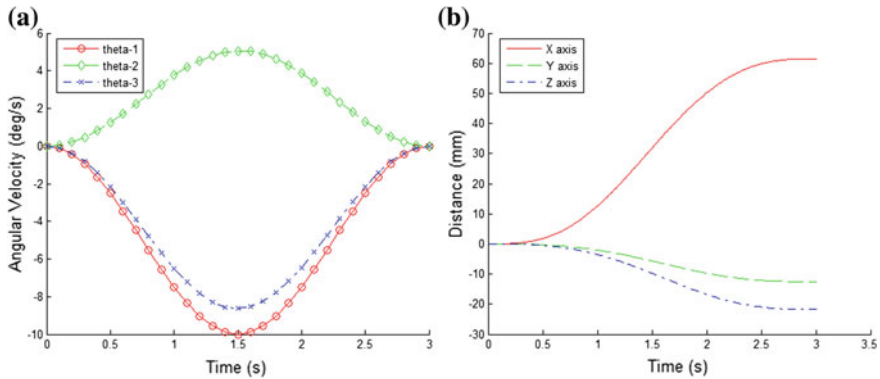 (a)
6
4
2
0
-2
-4
-6
-8
-10
Angular Velocity (deg/s)
theta-1
theta-2
theta-3
0
0.5
1
1.5
2
2.5
3
Time (s)
(b)
70
60
50
40
30
20
10
0
-10
-20
-30
Distance (mm)
X axis
Y axis
Z axis
0
0.5
1
1.5
2
2.5
3
3.5
Time (s)